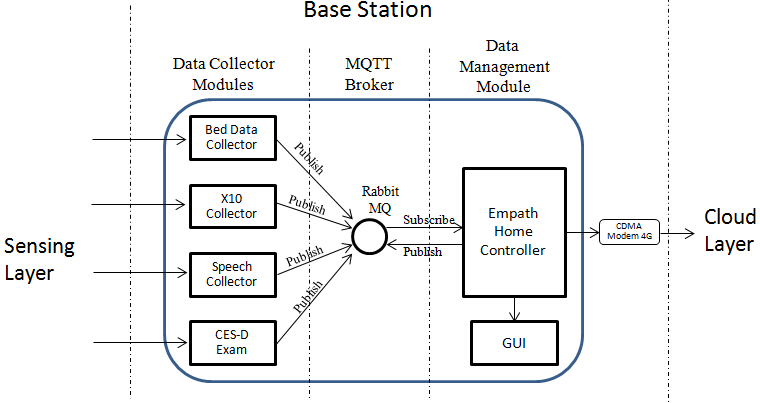 Base Station
Data Collector
Modules
MQTT
Broker
Data
Management
Module
Sensing
Layer
Bed Data
Collector
X10
Collector
Speech
Collector
CES-D
Exam
Publish
Publish
Publish
Publish
Rabbit
MQ
Subscribe
Publish
Empath
Home
Controller
GUI
CDMA
Modem 4G
Cloud
Layer